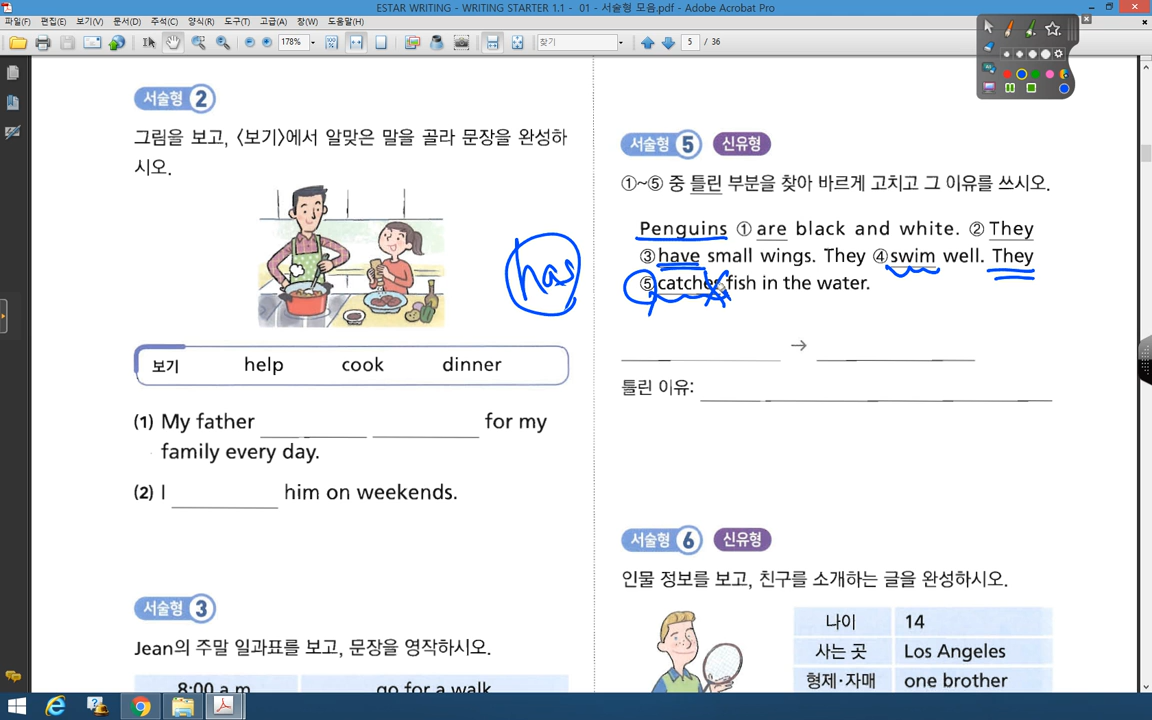 ESTAR WRITING - WRITING STARTER 1.1 - 01 - 서술형 모음.pdf - Adobe Acrobat Pro
파일(F) 편집(E) 보기(V) 문서(D) 주석(C) 양식(R) 도구(T) 고급(A) 창(W) 도움말(H)
178% 찾기 5 / 36
서술형 2
그림을 보고, <보기>에서 알맞은 말을 골라 문장을 완성하
시오.
보기 help cook dinner
(1) My father for my
family every day.
(2) I him on weekends.
서술형 3
Jean의 주말 일과표를 보고, 문장을 영작하시오.
8:00 a.m. go for a walk
has
서술형 5 신유형
①~⑤ 중 틀린 부분을 찾아 바르게 고치고 그 이유를 쓰시오.
Penguins ① are black and white. ② They
③ have small wings. They ④ swim well. They
⑤ catches fish in the water.
→
틀린 이유:
서술형 6 신유형
인물 정보를 보고, 친구를 소개하는 글을 완성하시오.
나이 14
사는 곳 Los Angeles
형제·자매 one brother